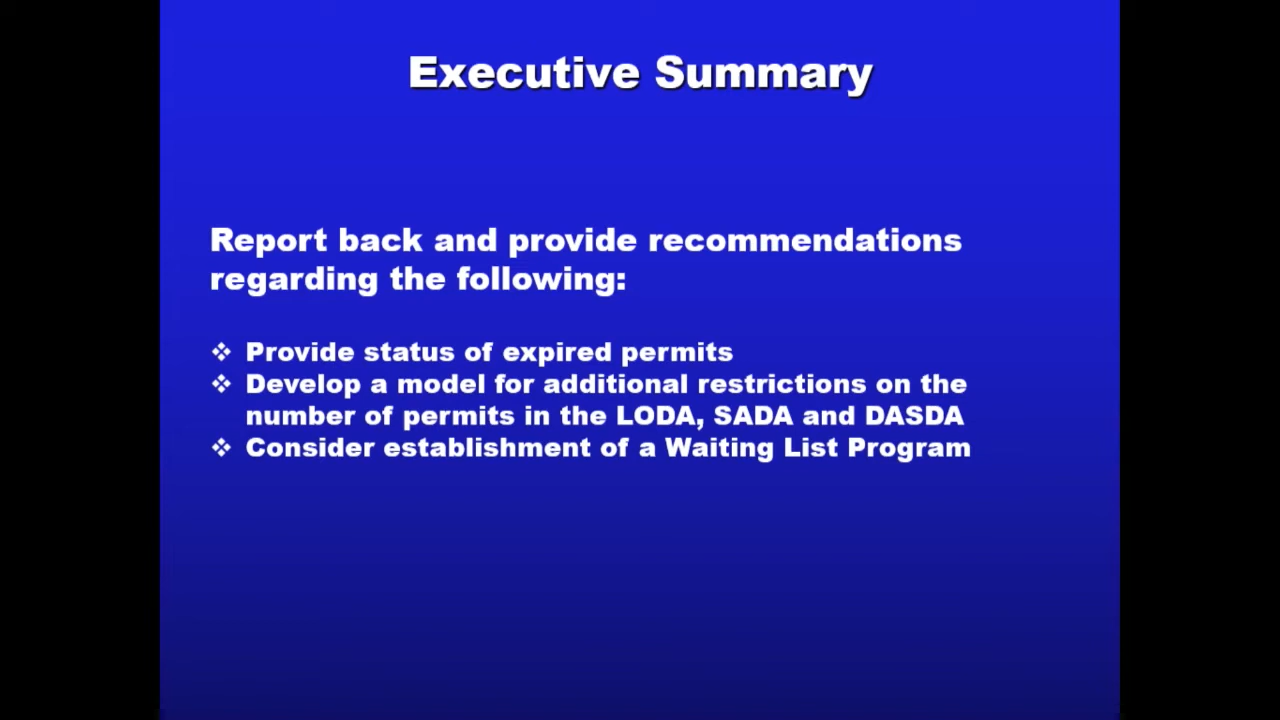 Executive Summary
Report back and provide recommendations
regarding the following:
❖ Provide status of expired permits
❖ Develop a model for additional restrictions on the
number of permits in the LODA, SADA and DASDA
❖ Consider establishment of a Waiting List Program